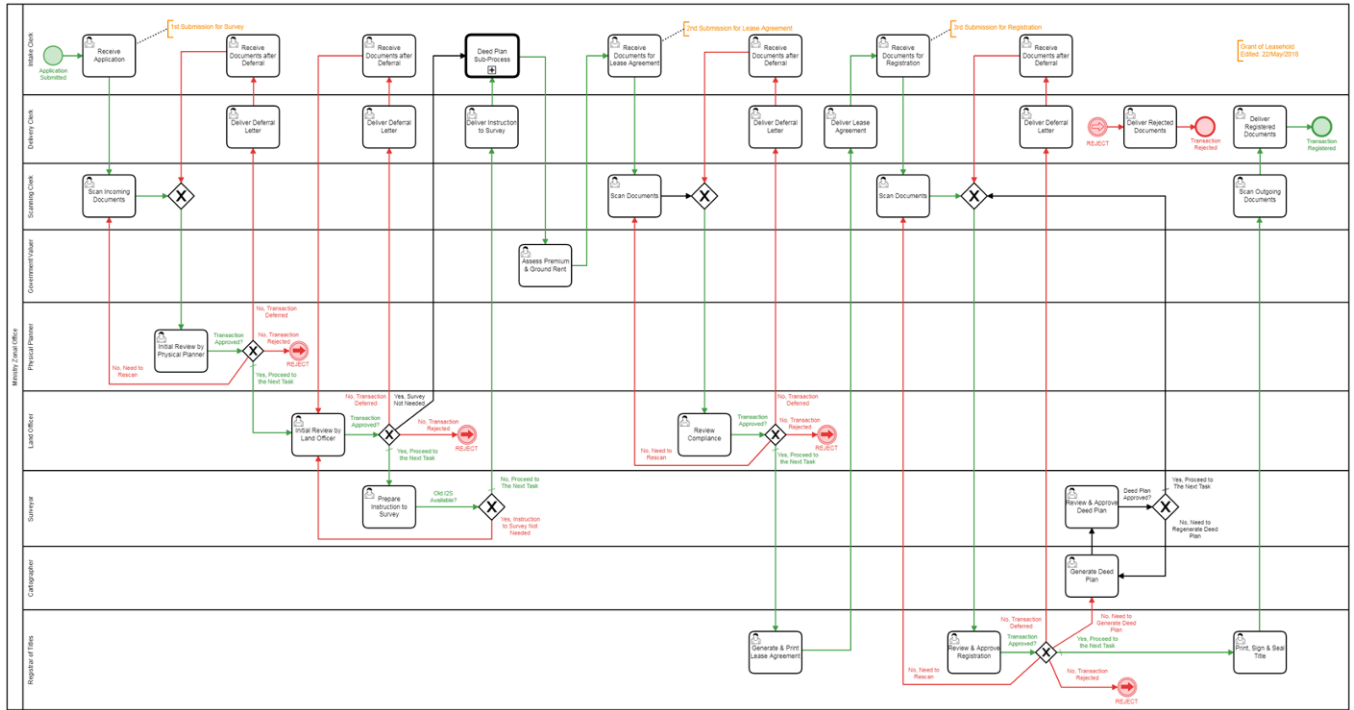 Ministry Zonal Office
Intake Clerk
Application
Submitted
Receive
Application
1st Submission for Survey
Receive
Documents after
Deferral
Receive
Documents after
Deferral
Deed Plan
Sub-Process
Receive
Documents for
Lease Agreement
2nd Submission for Lease Agreement
Receive
Documents after
Deferral
Receive
Documents for
Registration
3rd Submission for Registration
Receive
Documents after
Deferral
Grant of Leasehold
Edited: 22/May/2018
Delivery Clerk
Deliver Deferral
Letter
Deliver Deferral
Letter
Deliver Instruction
to Survey
Deliver Deferral
Letter
Deliver Lease
Agreement
Deliver Deferral
Letter
REJECT
Deliver Rejected
Documents
Transaction
Rejected
Deliver
Registered
Documents
Transaction
Registered
Scanning Clerk
Scan Incoming
Documents
Scan Documents
Scan Documents
Scan Outgoing
Documents
Government Valuer
Assess Premium
& Ground Rent
Physical Planner
Initial Review by
Physical Planner
Transaction
Approved?
No, Transaction
Deferred
No, Transaction
Rejected
REJECT
No, Need to
Rescan
Yes, Proceed to
the Next Task
Land Officer
Initial Review by
Land Officer
Transaction
Approved?
No, Transaction
Deferred
Yes, Survey
Not Needed
No, Transaction
Rejected
REJECT
Yes, Proceed to
the Next Task
Review
Compliance
Transaction
Approved?
No, Transaction
Deferred
No, Transaction
Rejected
REJECT
No, Need to
Rescan
Yes, Proceed to
the Next Task
Surveyor
Prepare
Instruction to
Survey
Old I2S
Available?
No, Proceed to
The Next Task
Yes, Instruction
to Survey Not
Needed
Review & Approve
Deed Plan
Deed Plan
Approved?
Yes, Proceed to
The Next Task
No, Need to
Regenerate Deed
Plan
Cartographer
Generate Deed
Plan
Registrar of Titles
Generate & Print
Lease Agreement
Review & Approve
Registration
Transaction
Approved?
No, Transaction
Deferred
No, Need to
Generate Deed
Plan
Yes, Proceed to
the Next Task
No, Need to
Rescan
No, Transaction
Rejected
REJECT
Print, Sign & Seal
Title